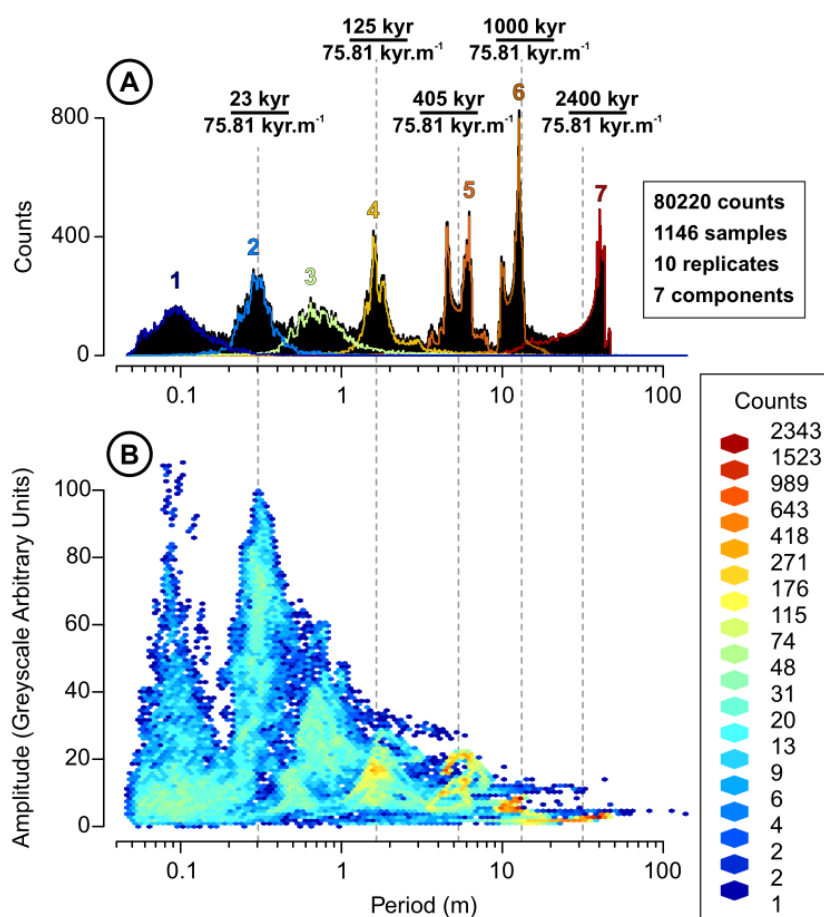 125 kyr
75.81 kyr.m⁻¹
1000 kyr
75.81 kyr.m⁻¹
A
23 kyr
75.81 kyr.m⁻¹
405 kyr
75.81 kyr.m⁻¹
6
2400 kyr
75.81 kyr.m⁻¹
800
400
0
Counts
1
2
3
4
5
7
80220 counts
1146 samples
10 replicates
7 components
0.1
1
10
100
B
Amplitude (Greyscale Arbitrary Units)
100
80
60
40
20
0
0.1
1
10
100
Period (m)
Counts
2343
1523
989
643
418
271
176
115
74
48
31
20
13
9
6
4
2
2
1